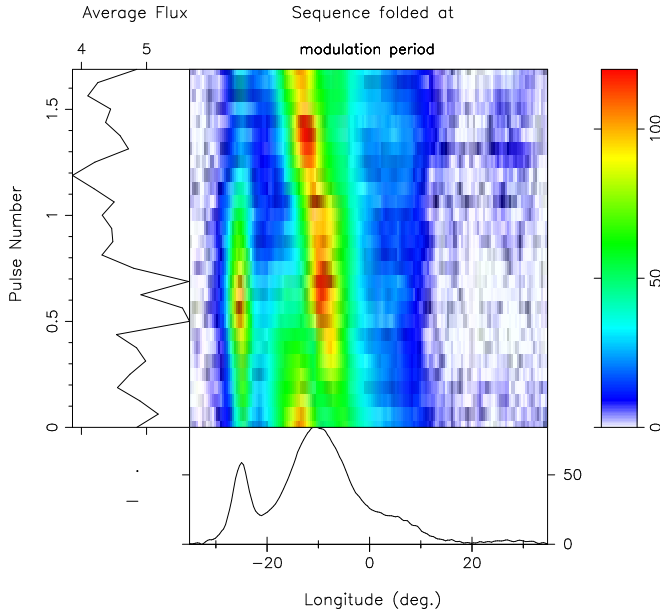 Average Flux
Sequence folded at
4 5
modulation period
Pulse Number
0 0.5 1 1.5
0 50 100
0 50
−20 0 20
Longitude (deg.)